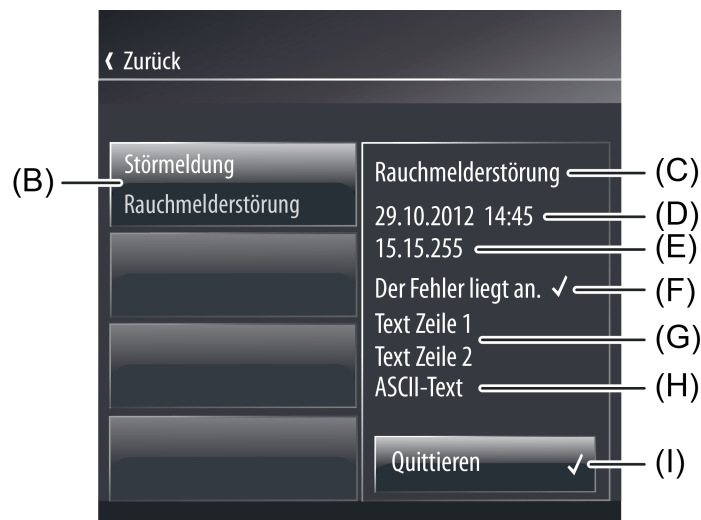 ‹ Zurück
Störmeldung
Rauchmelderstörung
(B)
Rauchmelderstörung
(C)
29.10.2012 14:45
(D)
15.15.255
(E)
Der Fehler liegt an. ✓
(F)
Text Zeile 1
Text Zeile 2
(G)
ASCII-Text
(H)
Quittieren ✓
(I)